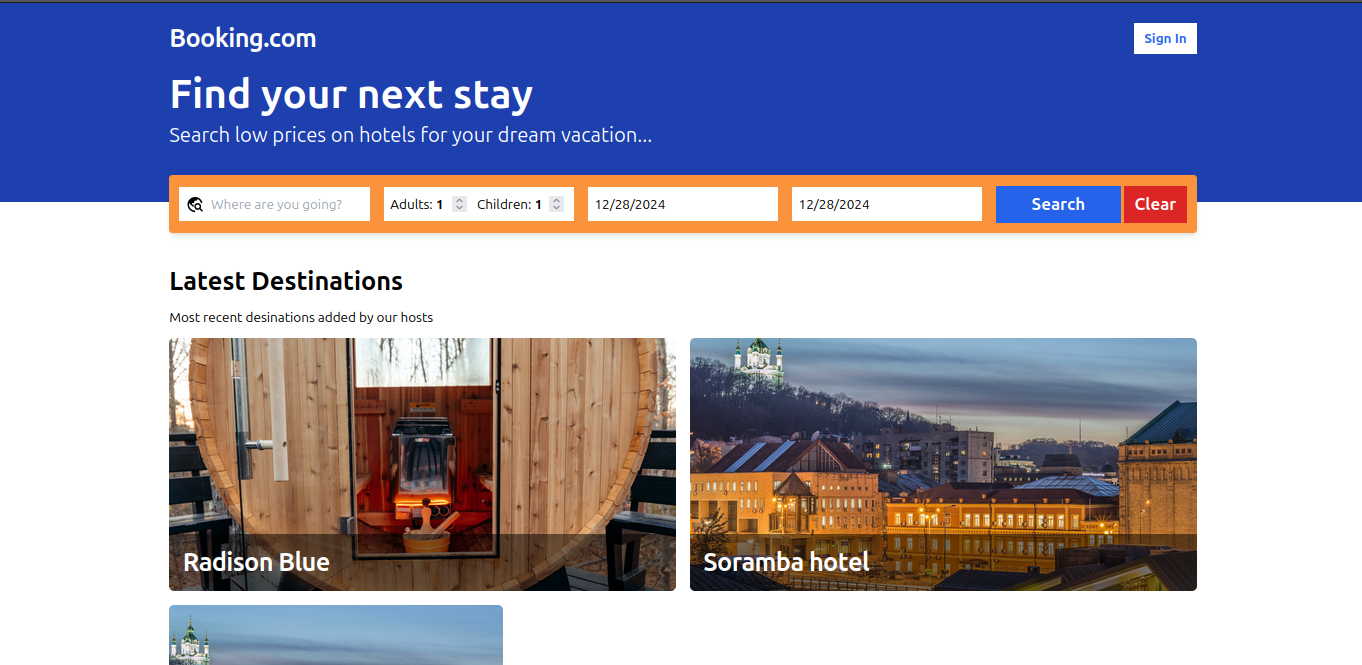 Booking.com
Sign In
Find your next stay
Search low prices on hotels for your dream vacation...
Where are you going?
Adults: 1 Children: 1
12/28/2024
12/28/2024
Search
Clear
Latest Destinations
Most recent desinations added by our hosts
Radison Blue
Soramba hotel